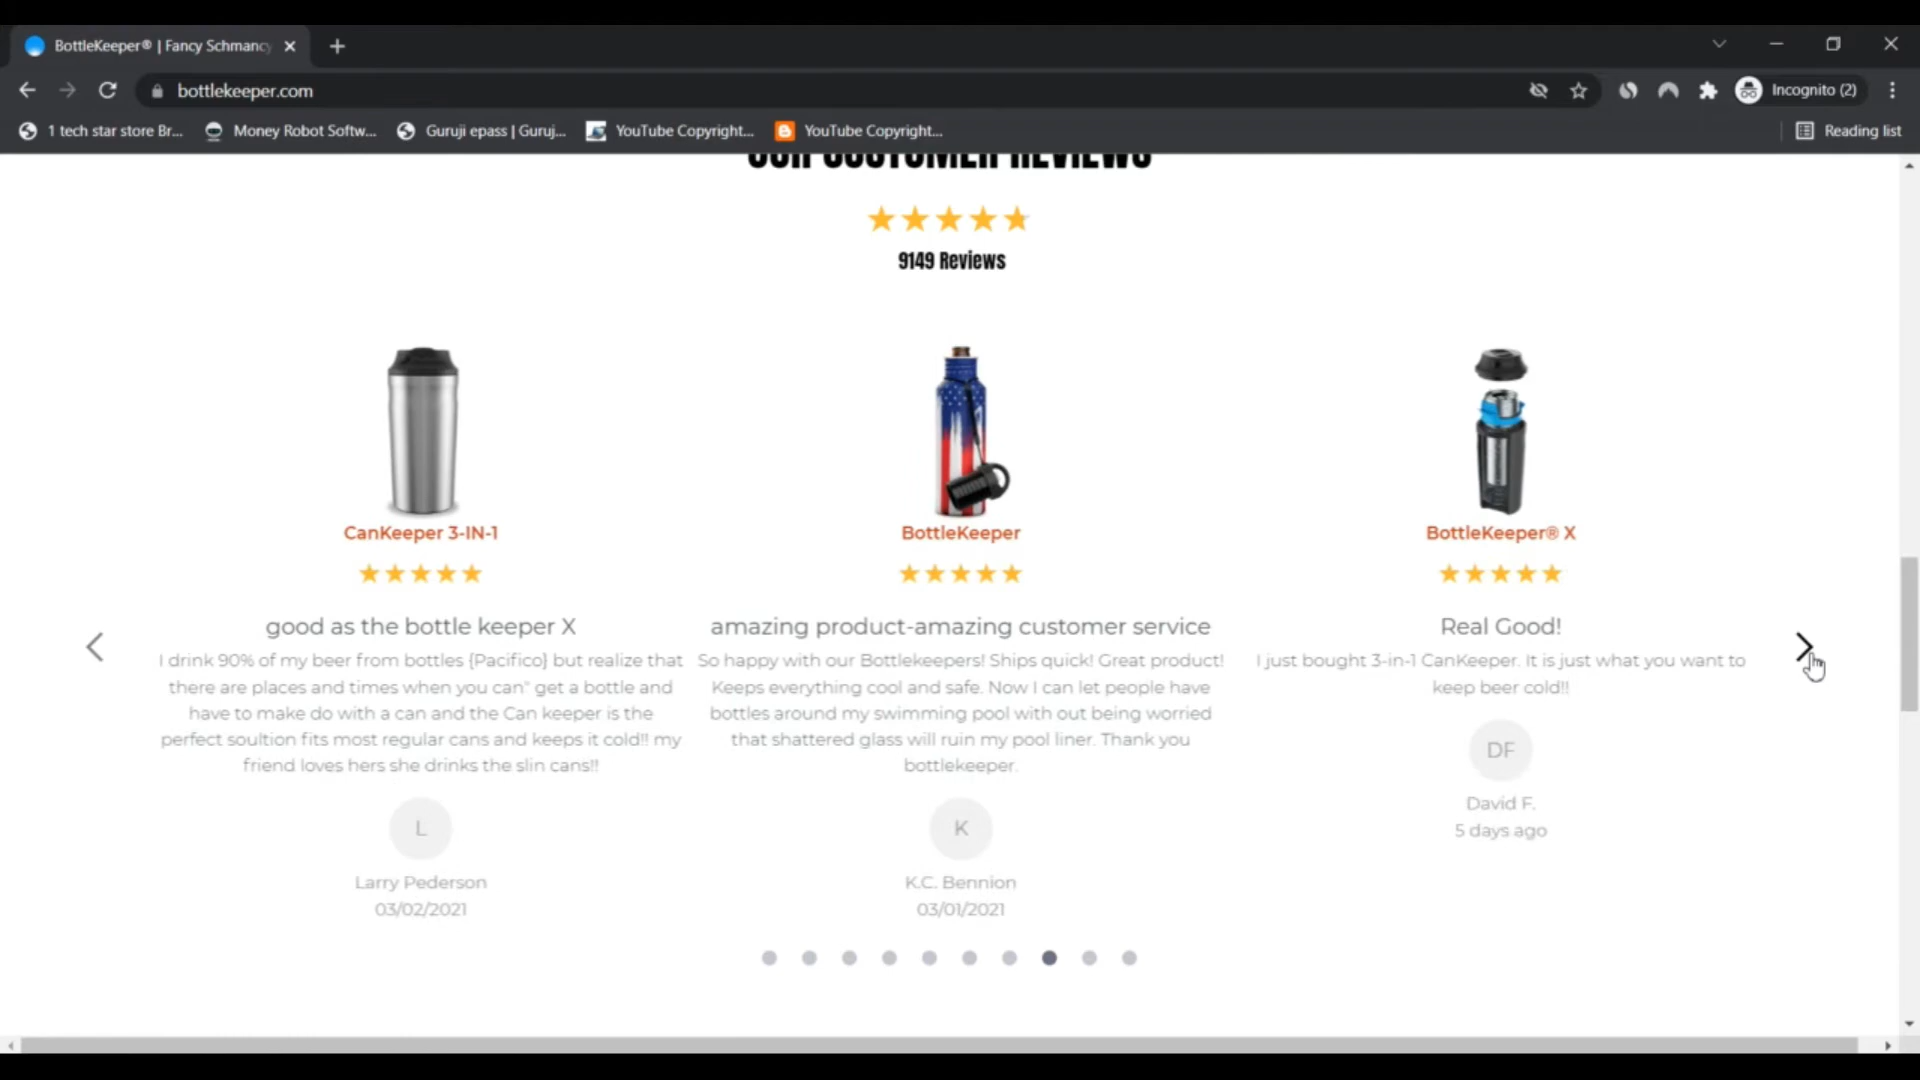 BottleKeeper® | Fancy Schmancy
bottlekeeper.com
Incognito (2)
1 tech star store Br...
Money Robot Softw...
Guruji epass | Guruj...
YouTube Copyright...
YouTube Copyright...
Reading list
OUR CUSTOMER REVIEWS
9149 Reviews
CanKeeper 3-IN-1
good as the bottle keeper X
I drink 90% of my beer from bottles {Pacifico} but realize that
there are places and times when you can" get a bottle and
have to make do with a can and the Can keeper is the
perfect soultion fits most regular cans and keeps it cold!! my
friend loves hers she drinks the slin cans!!
L
Larry Pederson
03/02/2021
BottleKeeper
amazing product-amazing customer service
So happy with our Bottlekeepers! Ships quick! Great product!
Keeps everything cool and safe. Now I can let people have
bottles around my swimming pool with out being worried
that shattered glass will ruin my pool liner. Thank you
bottlekeeper.
K
K.C. Bennion
03/01/2021
BottleKeeper® X
Real Good!
I just bought 3-in-1 CanKeeper. It is just what you want to
keep beer cold!!
DF
David F.
5 days ago